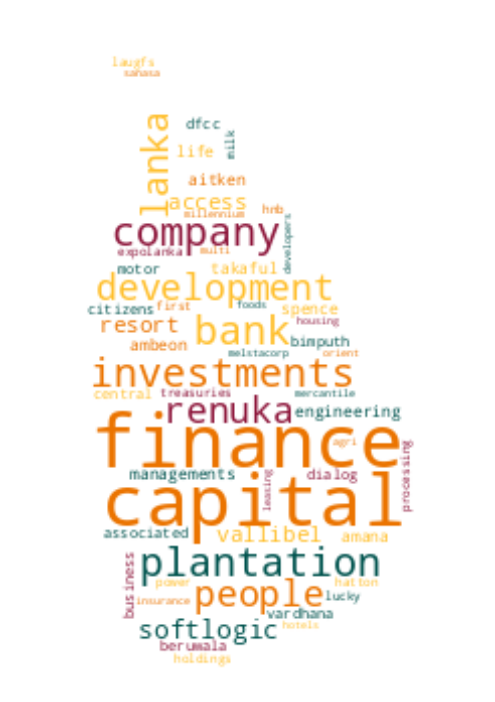 laugfs
sahasa
lanka
dfcc
milk
life
aitken
access
millennium
hnb
company
developers
expolanka
multi
motor
takaful
development
citizens
first
foods
spence
resort
bank
housing
ambeon
bimputh
melstacorp
orient
investments
central
treasuries
mercantile
renuka
engineering
finance
agri
processing
managements
leasing
dialog
capital
associated
vallibel
amana
plantation
business
power
hatton
insurance
people
lucky
vardhana
softlogic
hotels
beruwala
holdings